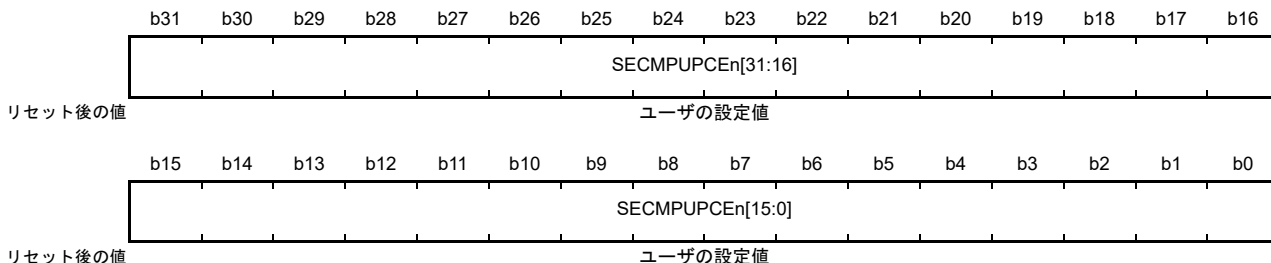 b31 b30 b29 b28 b27 b26 b25 b24 b23 b22 b21 b20 b19 b18 b17 b16
SECMPUPCEn[31:16]
リセット後の値 ユーザの設定値
b15 b14 b13 b12 b11 b10 b9 b8 b7 b6 b5 b4 b3 b2 b1 b0
SECMPUPCEn[15:0]
リセット後の値 ユーザの設定値